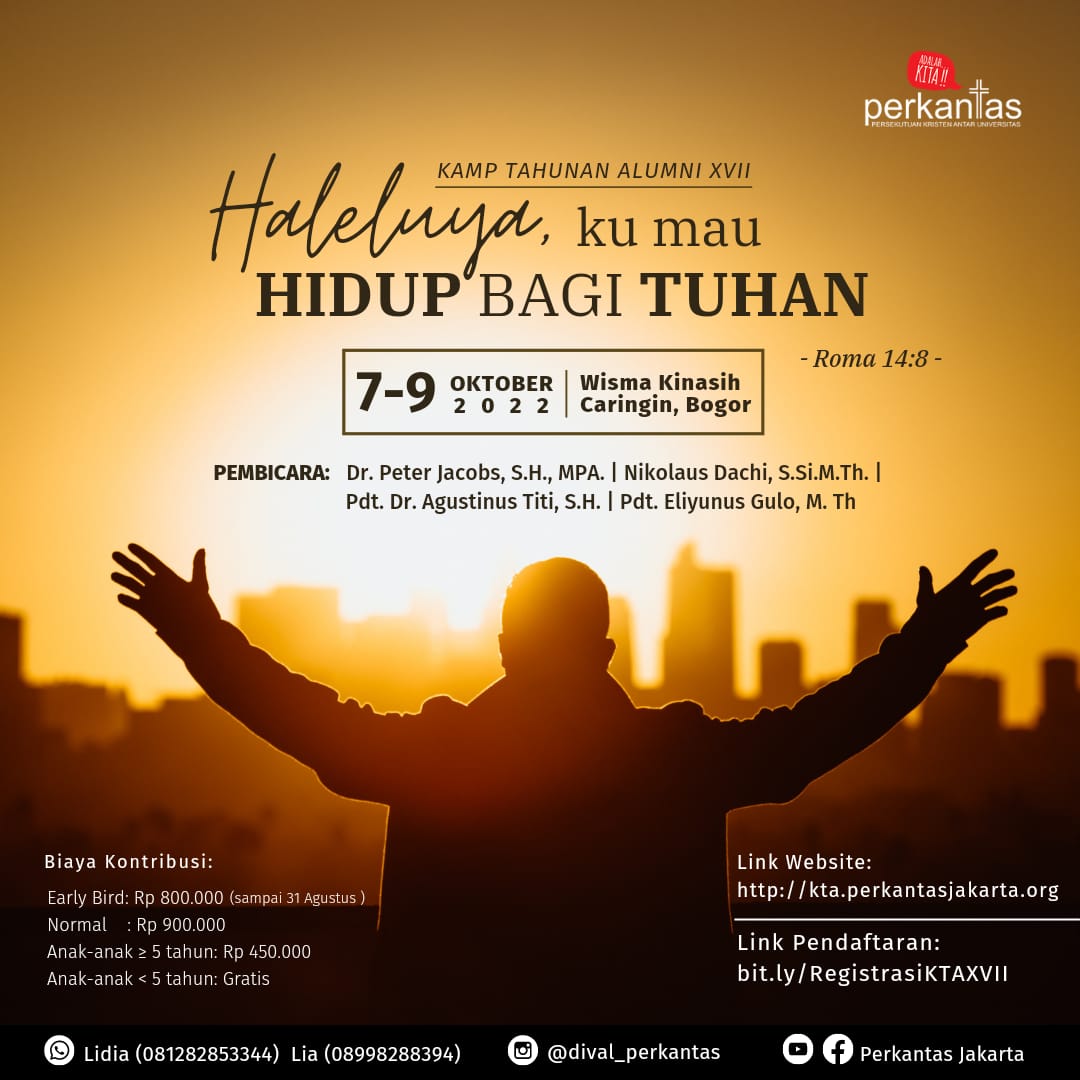 ADALAH
KITA!!
perkantas
PERSEKUTUAN KRISTEN ANTAR UNIVERSITAS
KAMP TAHUNAN ALUMNI XVII
Haleluya, ku mau
HIDUP BAGI TUHAN
- Roma 14:8 -
7-9 OKTOBER 2022 | Wisma Kinasih
Caringin, Bogor
PEMBICARA: Dr. Peter Jacobs, S.H., MPA. | Nikolaus Dachi, S.Si.M.Th. |
Pdt. Dr. Agustinus Titi, S.H. | Pdt. Eliyunus Gulo, M. Th
Biaya Kontribusi:
Early Bird: Rp 800.000 (sampai 31 Agustus )
Normal : Rp 900.000
Anak-anak ≥ 5 tahun: Rp 450.000
Anak-anak < 5 tahun: Gratis
Link Website:
http://kta.perkantasjakarta.org
Link Pendaftaran:
bit.ly/RegistrasiKTAXVII
Lidia (081282853344) Lia (08998288394)
@dival_perkantas
Perkantas Jakarta